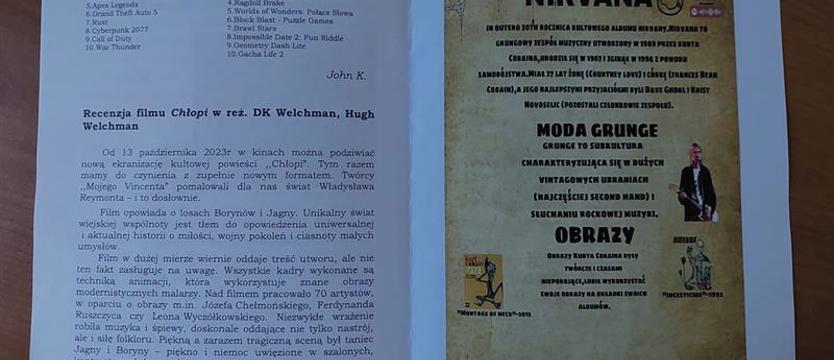 5.Apex Legends
6.Grand Theft Auto 5
7.Rust
8.Cyberpunk 2077
9.Call of Duty
10.War Thunder
4.Ragdoll Brake
5.Worlds of Wonders: Połącz Słowa
6.Block Blast - Puzzle Games
7.Brawl Stars
8.Impossible Date 2: Fun Riddle
9.Geometry Dash Lite
10.Gacha Life 2
John K.
Recenzja filmu Chłopi w reż. DK Welchman, Hugh
Welchman
Od 13 października 2023r w kinach można podziwiać
nową ekranizację kultowej powieści ,,Chłopi”. Tym razem
mamy do czynienia z zupełnie nowym formatem. Twórcy
,,Mojego Vincenta” pomalowali dla nas świat Władysława
Reymonta – i to dosłownie.
Film opowiada o losach Borynów i Jagny. Unikalny świat
wiejskiej wspólnoty jest tłem do opowiedzenia uniwersalnej
i aktualnej historii o miłości, wojny pokoleń i ciasnoty małych
umysłów.
Film w dużej mierze wiernie oddaje treść utworu, ale nie
ten fakt zasługuje na uwagę. Wszystkie kadry wykonane są
techniką animacji, która wykorzystuje znane obrazy
modernistycznych malarzy. Nad filmem pracowało 70 artystów,
w oparciu o obrazy m.in. Józefa Chełmońskiego, Ferdynanda
Ruszczyca czy Leona Wyczółkowskiego. Niezwykłe wrażenie
robiła muzyka i śpiewy, doskonale oddające nie tylko nastrój,
ale i siłę folkloru. Piękną a zarazem tragiczną sceną był taniec
Jagny i Boryny – piękno i niemoc uwięzione w szalonych,
NIRVANA
IN OUTERO 30TH ROCZNICA KULTOWEGO ALBUMU NIRVANY.NIRVANA TO
GRUNGOWY ZESPÓŁ MUZYCZNY UTWORZONY W 1987 PRZEZ KURTA
COBAINA,URODZIŁ SIĘ W 1967 I ZGINĄŁ W 1994 Z POWODU
SAMOBÓJSTWA.MIAŁ 27 LAT ŻONĘ (COURTNEY LOVE) I CÓRKĘ (FRANCES BEAN
COBAIN),A JEGO NAJLEPSZYMI PRZYJACIÓŁMI BYLI DAVE GHOL I KRIST
NOVOSELIC (POZOSTALI CZŁONKOWIE ZESPOŁU).
MODA GRUNGE
GRUNGE TO SUBKULTURA
CHARAKTERYZUJĄCA SIĘ W DUŻYCH
VINTAGOWYCH UBRANIACH
(NAJCZĘŚCIEJ SECOND HAND) I
SŁUCHANIU ROCKOWEJ MUZYKI.
OBRAZY
OBRAZY KURTA COBAINA BYŁY
TWÓRCZE I CZASAMI
NIEPOKOJĄCE,LUBIŁ WYKORZYSTAĆ
SWOJE OBRAZY NA OKŁADKI SWOICH
ALBUMÓW.
"MONTAGE OF HECK"-2015
"INCESTICIDE"-1992